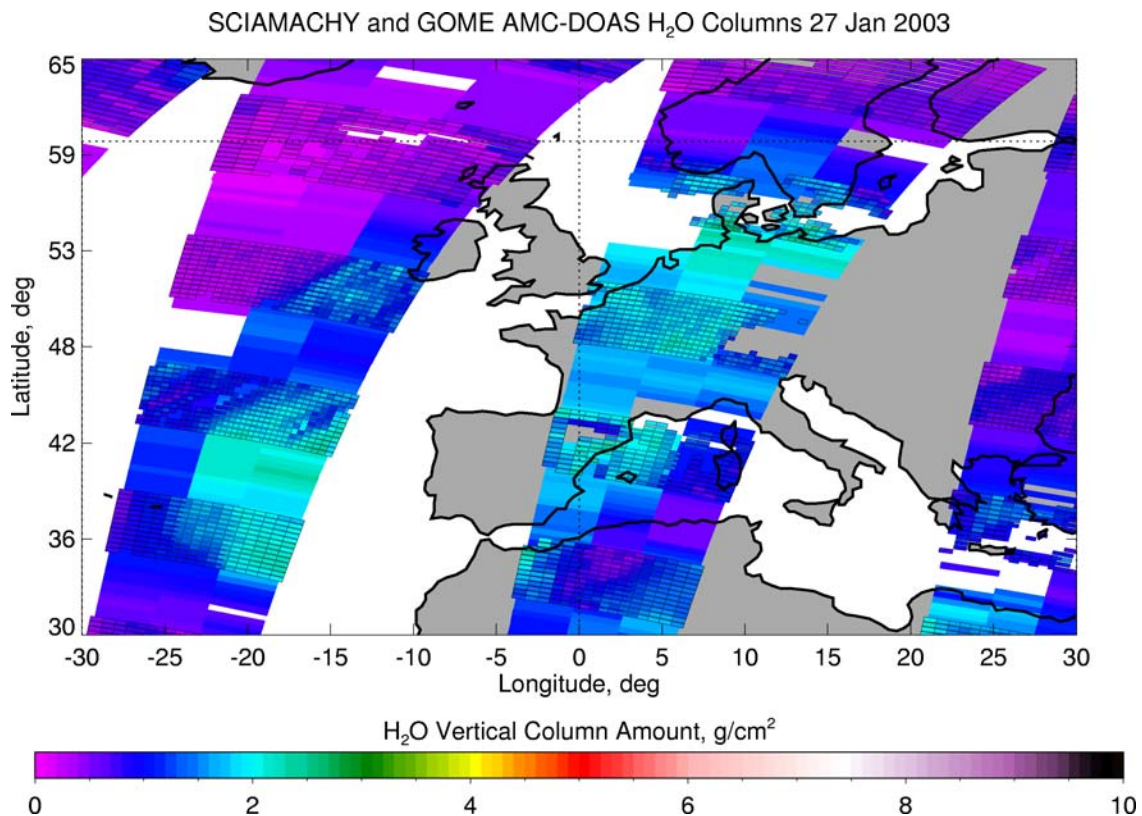 SCIAMACHY and GOME AMC-DOAS H₂O Columns 27 Jan 2003
65
59
53
48
42
36
30
Latitude, deg
-30 -25 -20 -15 -10 -5 0 5 10 15 20 25 30
Longitude, deg
H₂O Vertical Column Amount, g/cm²
0 2 4 6 8 10